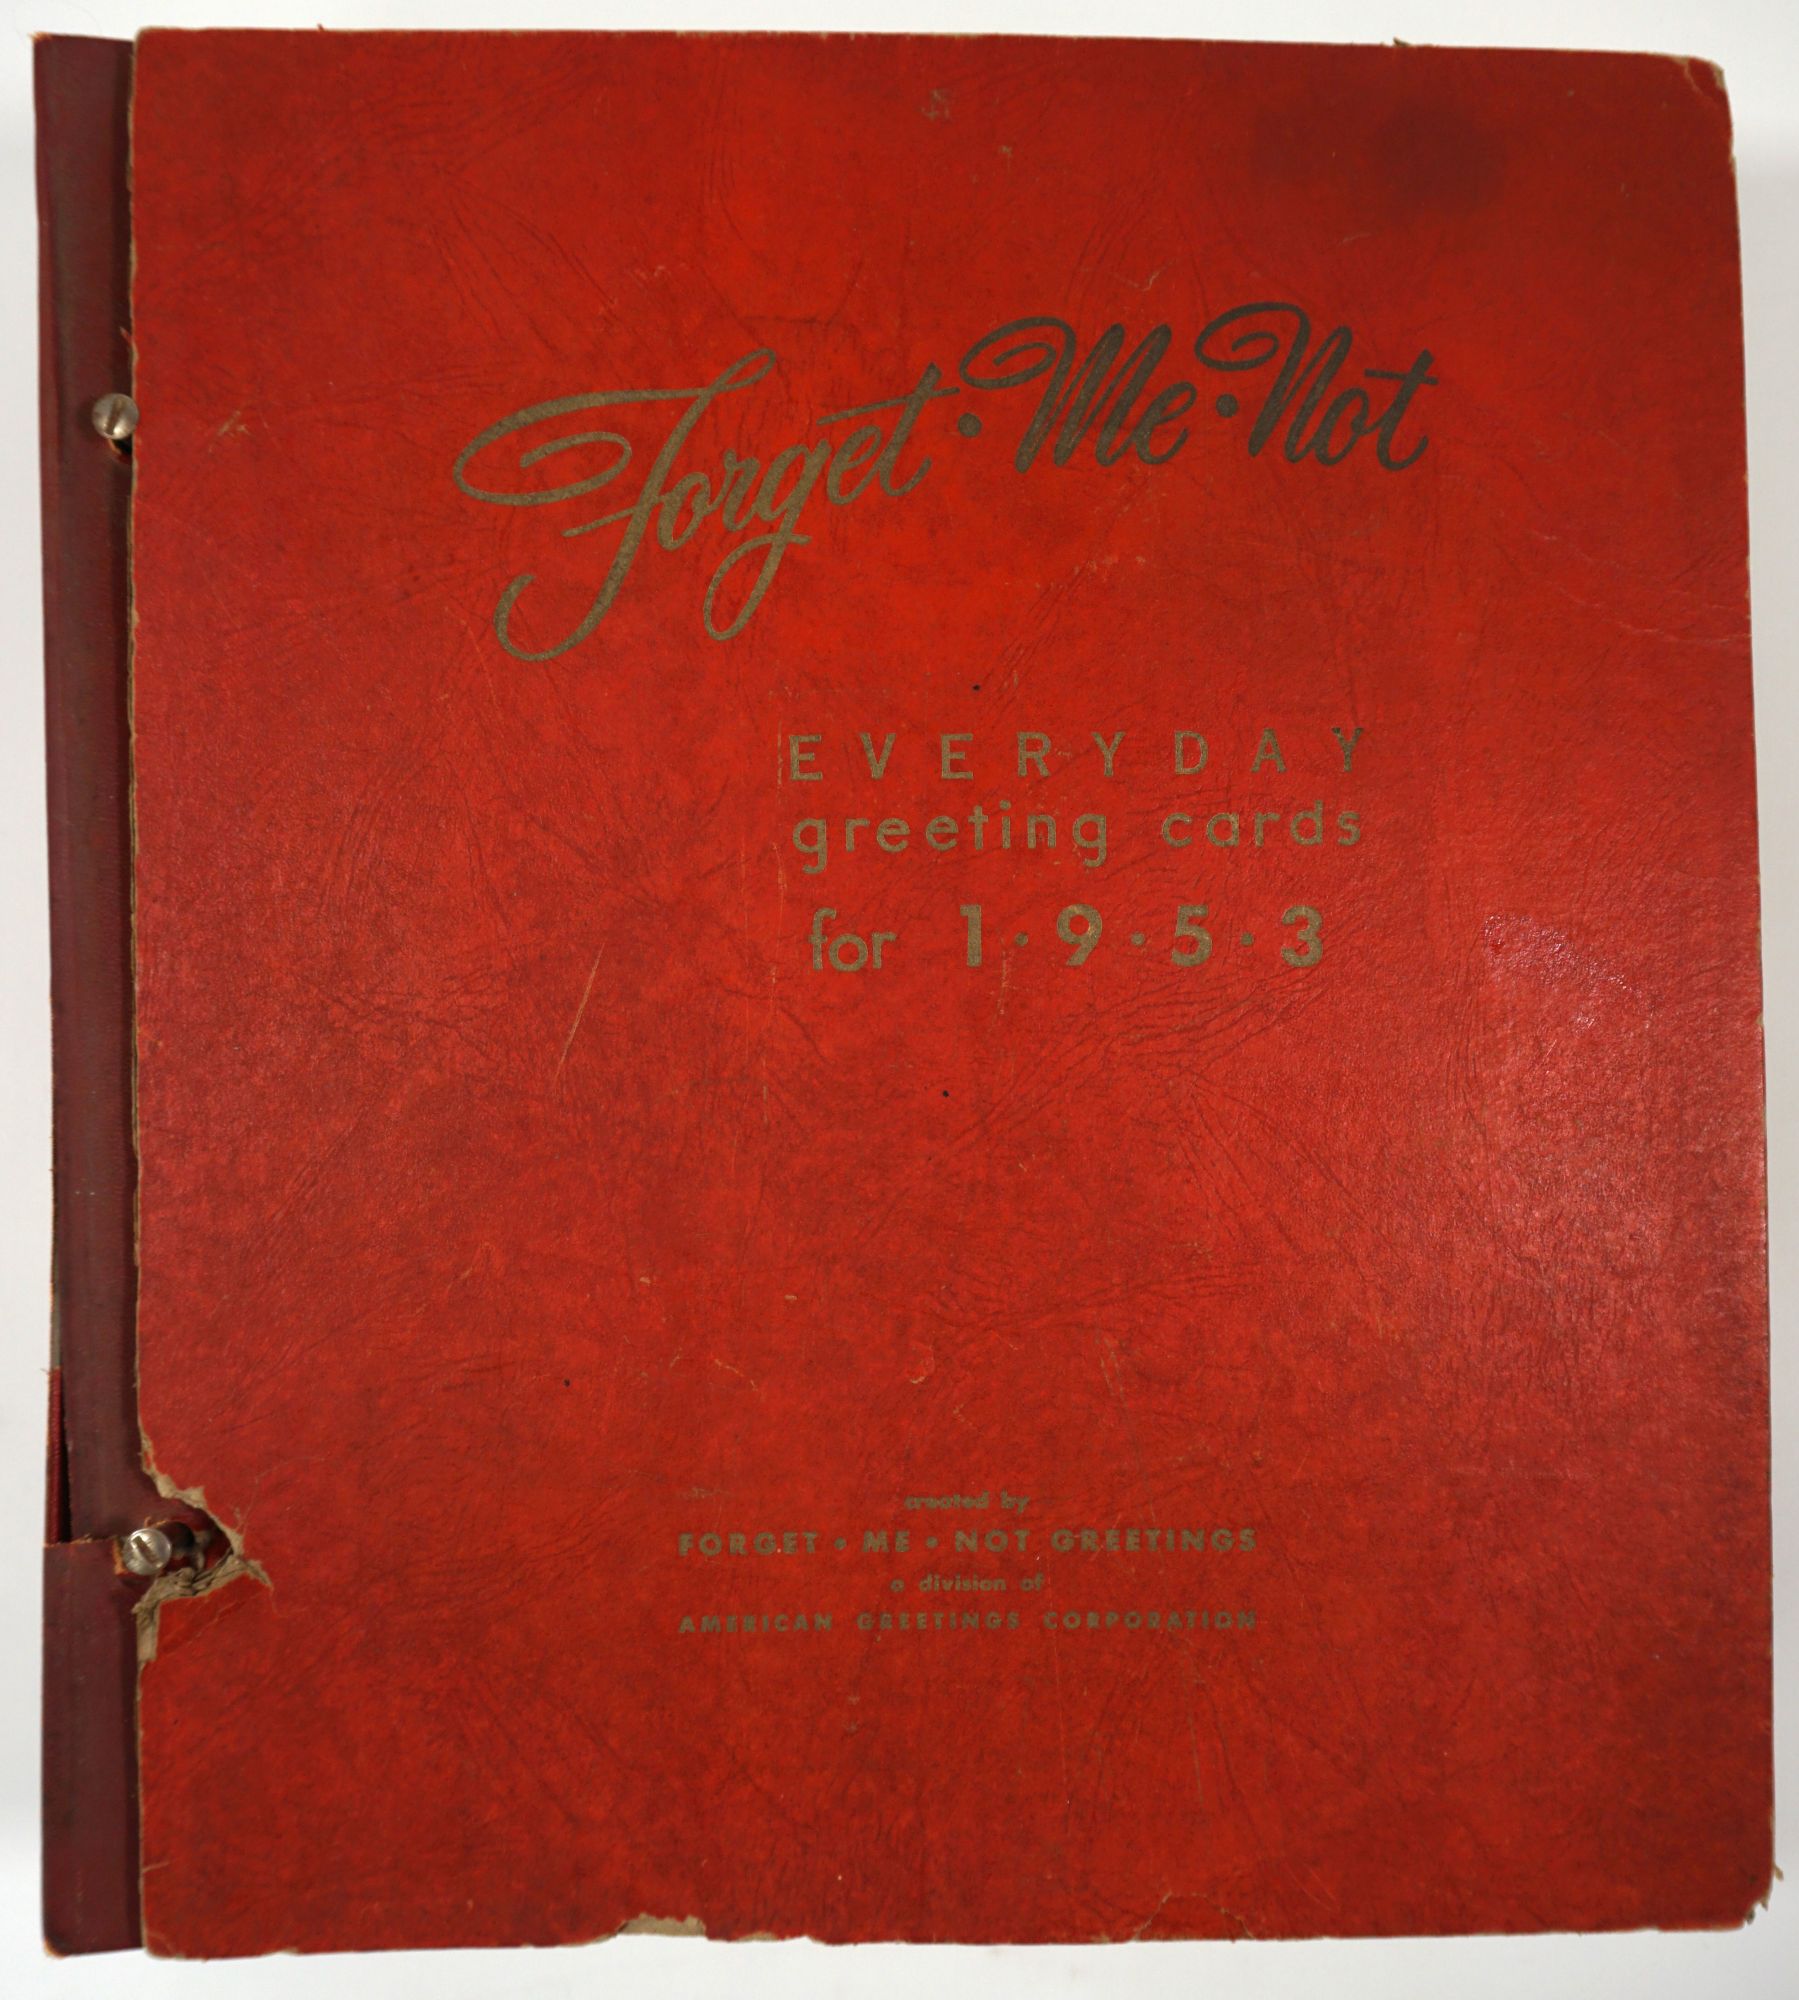 Forget·Me·Not
EVERYDAY
greeting cards
for 1·9·5·3
created by
FORGET·ME·NOT GREETINGS
a division of
AMERICAN GREETINGS CORPORATION